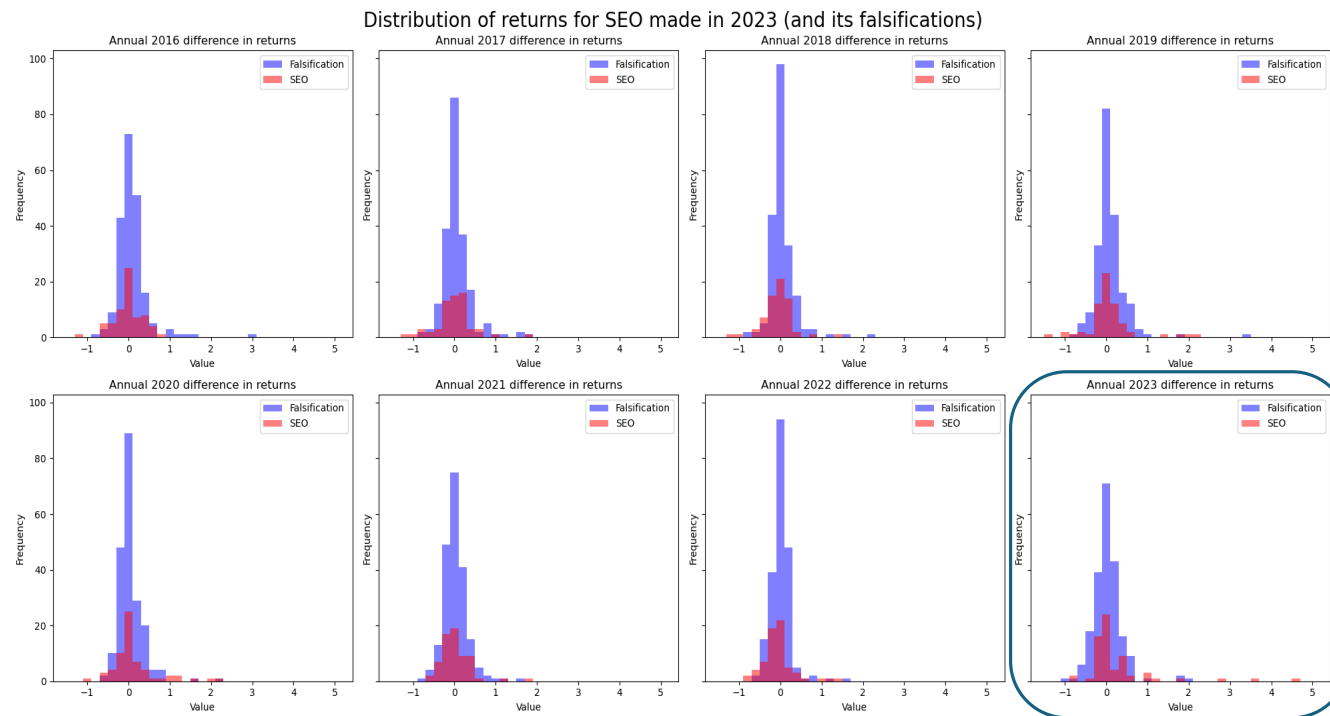 Distribution of returns for SEO made in 2023 (and its falsifications)
Annual 2016 difference in returns
Falsification
SEO
Frequency
100
80
60
40
20
0
−1 0 1 2 3 4 5
Value
Annual 2017 difference in returns
Falsification
SEO
Frequency
−1 0 1 2 3 4 5
Value
Annual 2018 difference in returns
Falsification
SEO
Frequency
−1 0 1 2 3 4 5
Value
Annual 2019 difference in returns
Falsification
SEO
Frequency
−1 0 1 2 3 4 5
Value
Annual 2020 difference in returns
Falsification
SEO
Frequency
100
80
60
40
20
0
−1 0 1 2 3 4 5
Value
Annual 2021 difference in returns
Falsification
SEO
Frequency
−1 0 1 2 3 4 5
Value
Annual 2022 difference in returns
Falsification
SEO
Frequency
−1 0 1 2 3 4 5
Value
Annual 2023 difference in returns
Falsification
SEO
Frequency
−1 0 1 2 3 4 5
Value